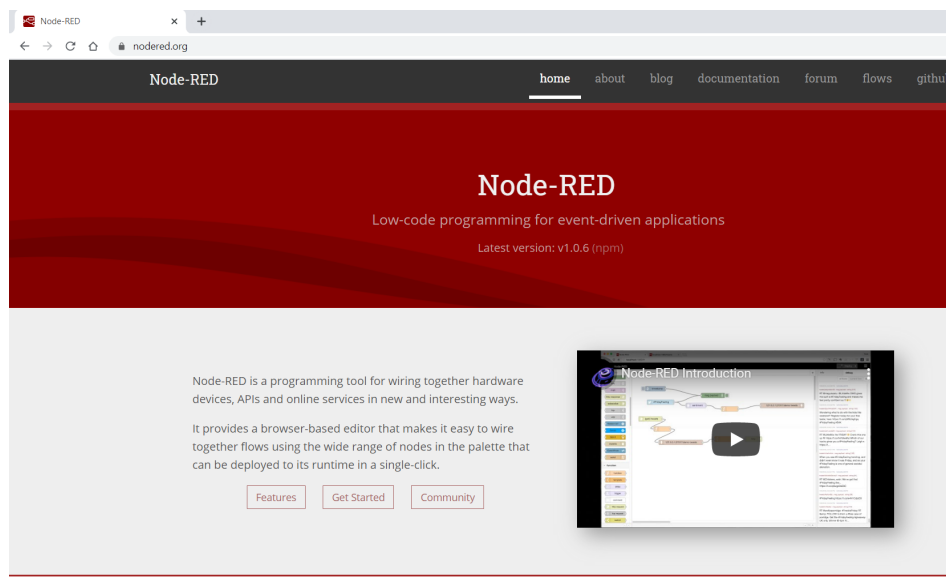 Node-RED
nodered.org
Node-RED
home about blog documentation forum flows githu
Node-RED
Low-code programming for event-driven applications
Latest version: v1.0.6 (npm)
Node-RED is a programming tool for wiring together hardware
devices, APIs and online services in new and interesting ways.
It provides a browser-based editor that makes it easy to wire
together flows using the wide range of nodes in the palette that
can be deployed to its runtime in a single-click.
Features Get Started Community
Node-RED Introduction